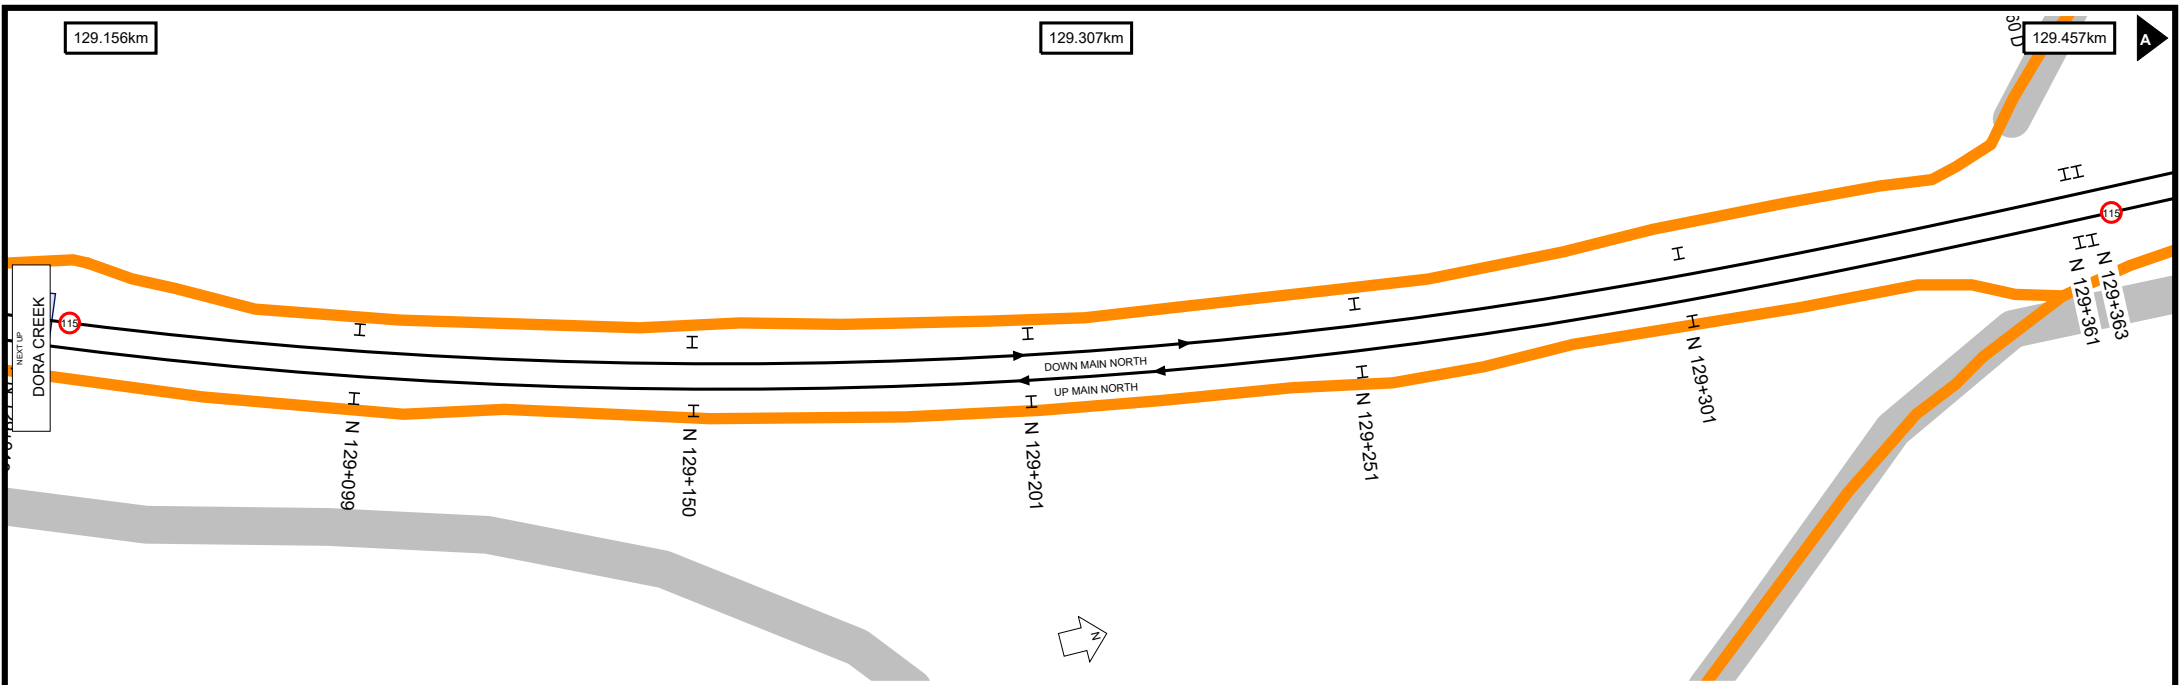 129.156km
129.307km
129.457km
A
60 D
115
115
NEXT UP
DORA CREEK
DOWN MAIN NORTH
UP MAIN NORTH
N 129+099
N 129+150
N 129+201
N 129+251
N 129+301
N 129+361
N 129+363
N